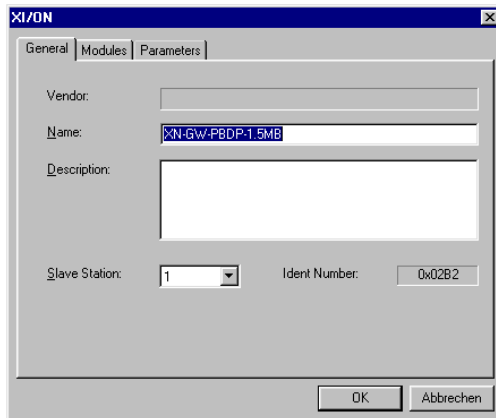 XI/ON
General Modules Parameters
Vendor:
Name: XN-GW-PBDP-1.5MB
Description:
Slave Station: 1 Ident Number: 0x02B2
OK Abbrechen